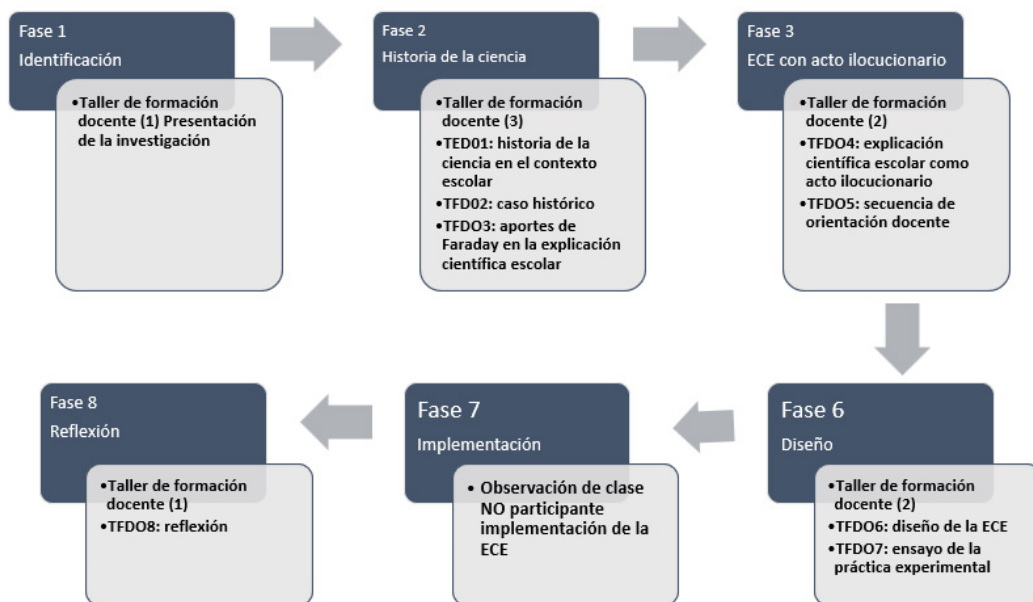 Fase 1
Identificación
•Taller de formación
docente (1) Presentación
de la investigación
Fase 2
Historia de la ciencia
•Taller de formación
docente (3)
•TED01: historia de la
ciencia en el contexto
escolar
•TFD02: caso histórico
•TFDO3: aportes de
Faraday en la explicación
científica escolar
Fase 3
ECE con acto ilocucionario
•Taller de formación
docente (2)
•TFDO4: explicación
científica escolar como
acto ilocucionario
•TFDO5: secuencia de
orientación docente
Fase 6
Diseño
•Taller de formación
docente (2)
•TFDO6: diseño de la ECE
•TFDO7: ensayo de la
práctica experimental
Fase 7
Implementación
• Observación de clase
NO participante
implementación de la
ECE
Fase 8
Reflexión
•Taller de formación
docente (1)
•TFDO8: reflexión